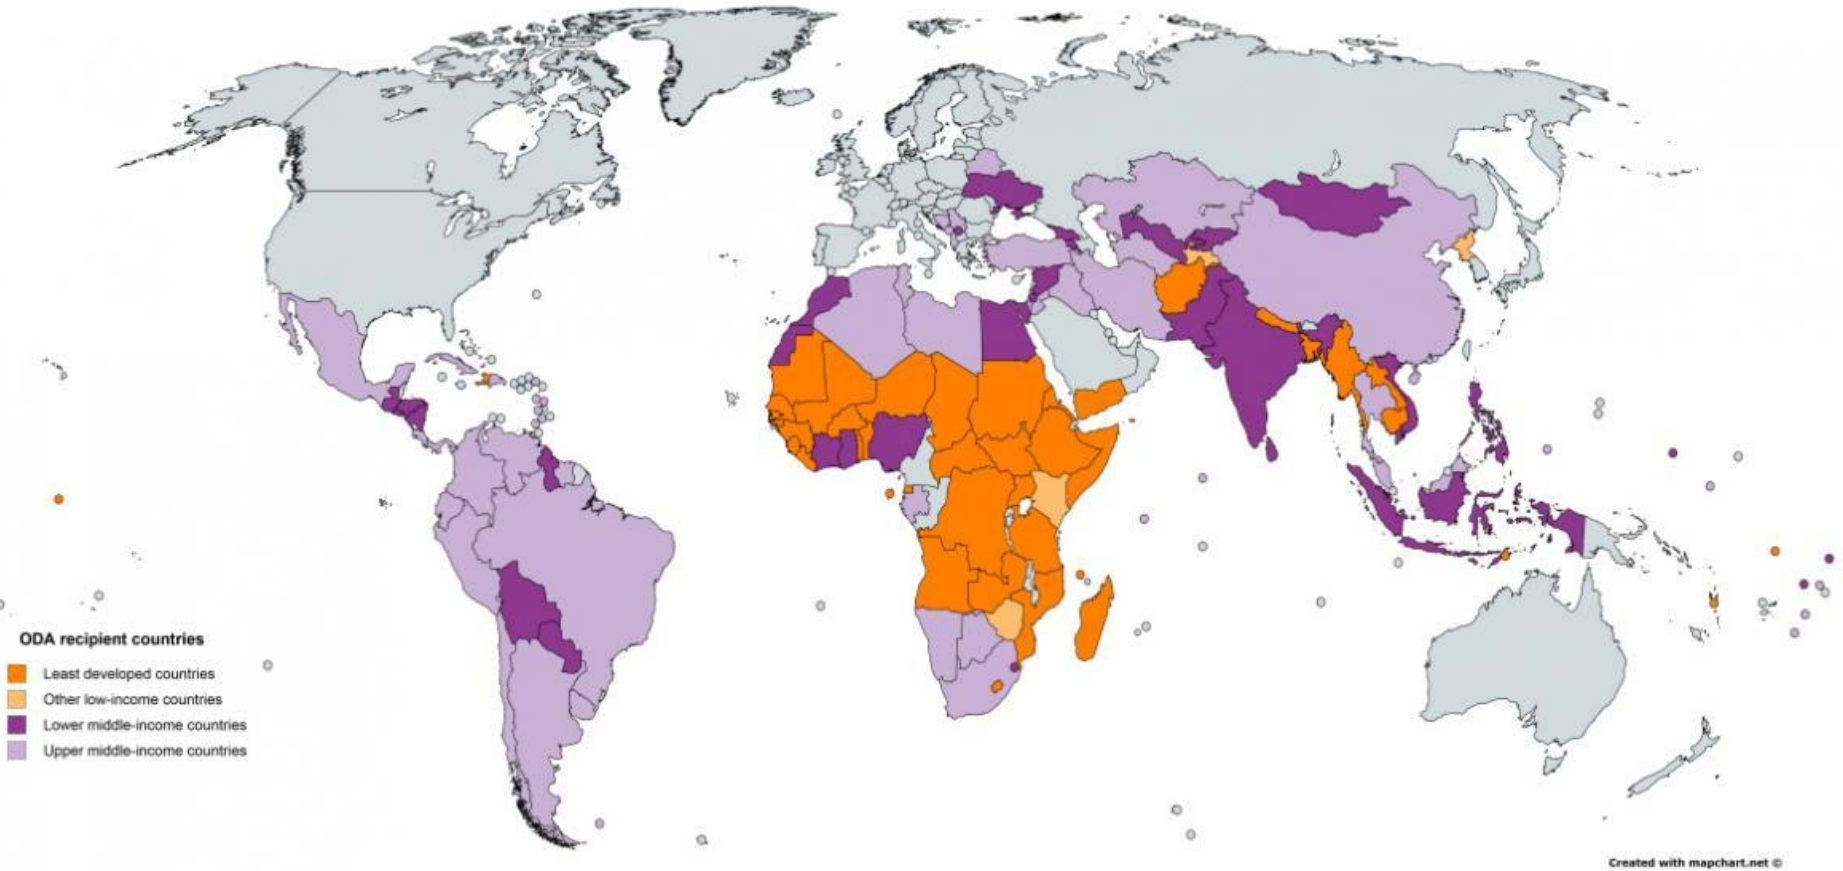 ODA recipient countries
Least developed countries
Other low-income countries
Lower middle-income countries
Upper middle-income countries
Created with mapchart.net ©